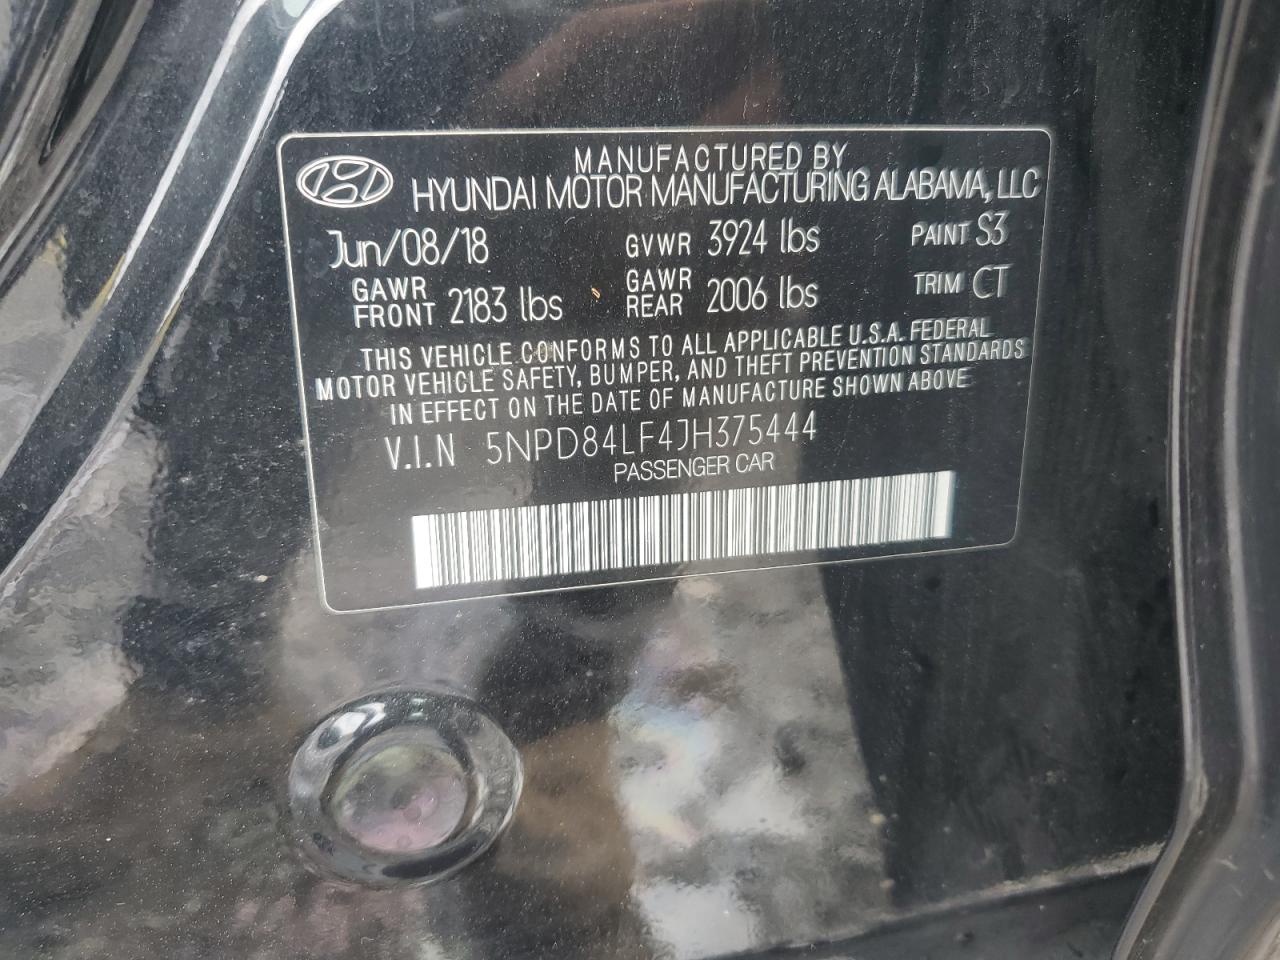 MANUFACTURED BY
HYUNDAI MOTOR MANUFACTURING ALABAMA, LLC
Jun/08/18 GVWR 3924 lbs PAINT S3
GAWR FRONT 2183 lbs GAWR REAR 2006 lbs TRIM CT
THIS VEHICLE CONFORMS TO ALL APPLICABLE U.S.A. FEDERAL
MOTOR VEHICLE SAFETY, BUMPER, AND THEFT PREVENTION STANDARDS
IN EFFECT ON THE DATE OF MANUFACTURE SHOWN ABOVE
V.I.N 5NPD84LF4JH375444
PASSENGER CAR